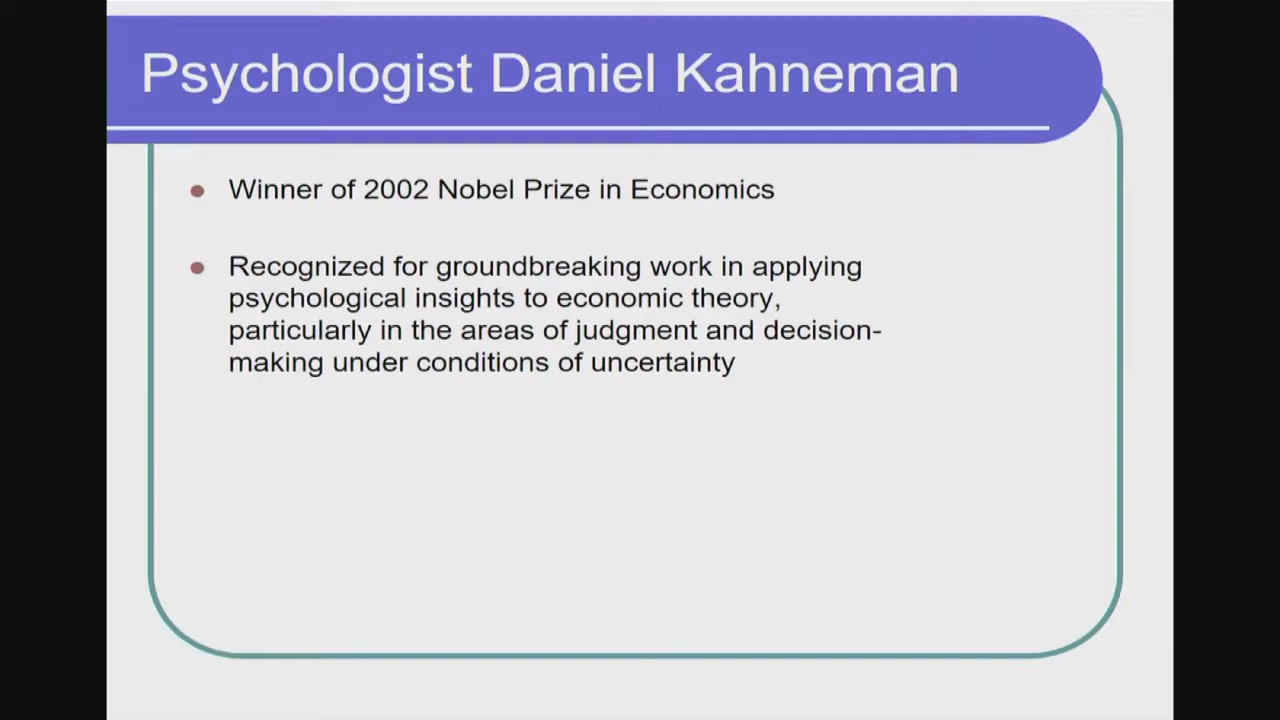 Psychologist Daniel Kahneman
Winner of 2002 Nobel Prize in Economics
Recognized for groundbreaking work in applying
psychological insights to economic theory,
particularly in the areas of judgment and decision-
making under conditions of uncertainty